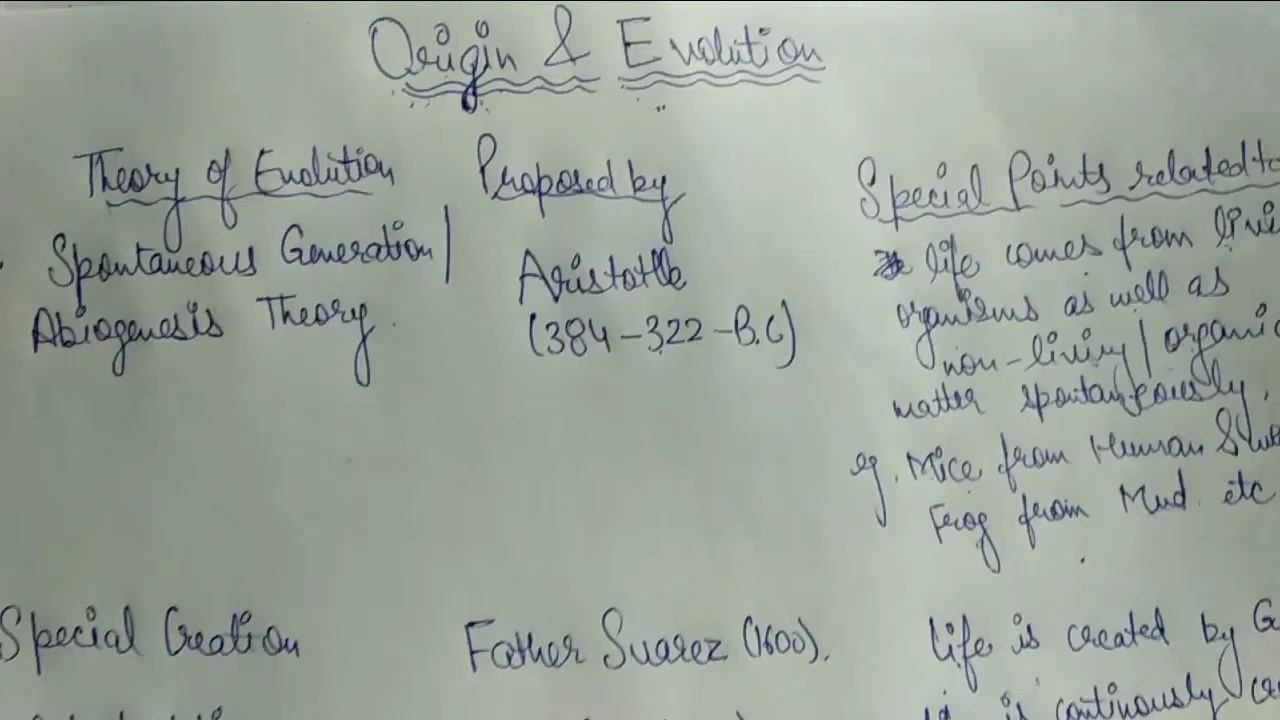 Origin & Evolution
Theory of Evolution Proposed by Special Points related to
Spontaneous Generation/ Aristotle life comes from
Abiogenesis Theory. (384-322-B.C) organisms as well as
non-living/organic
matter spontaneously.
eg. Mice from Human
Frog from Mud. etc
Special Creation Father Suarez (1600). life is created by
is continously